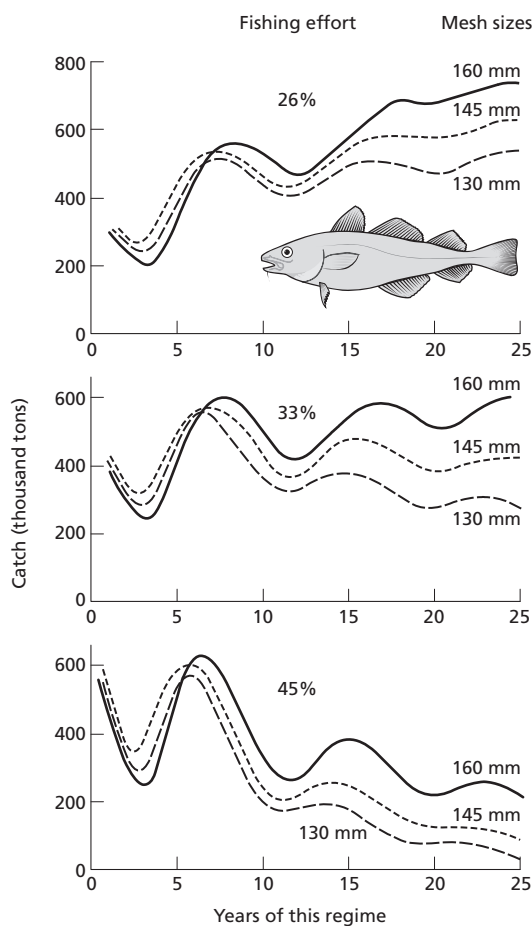 Fishing effort Mesh sizes
800
160 mm
26%
145 mm
600
400
130 mm
200
0
0 5 10 15 20 25
160 mm
600
33%
145 mm
400
130 mm
200
0
0 5 10 15 20 25
Catch (thousand tons)
600
45%
400
160 mm
200
145 mm
130 mm
0
0 5 10 15 20 25
Years of this regime